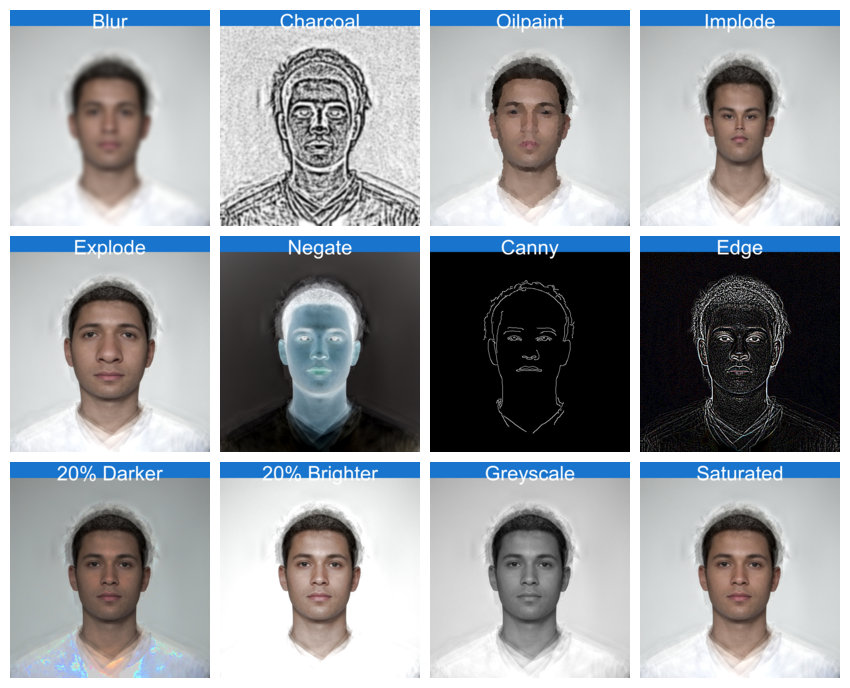 Blur
Charcoal
Oilpaint
Implode
Explode
Negate
Canny
Edge
20% Darker
20% Brighter
Greyscale
Saturated